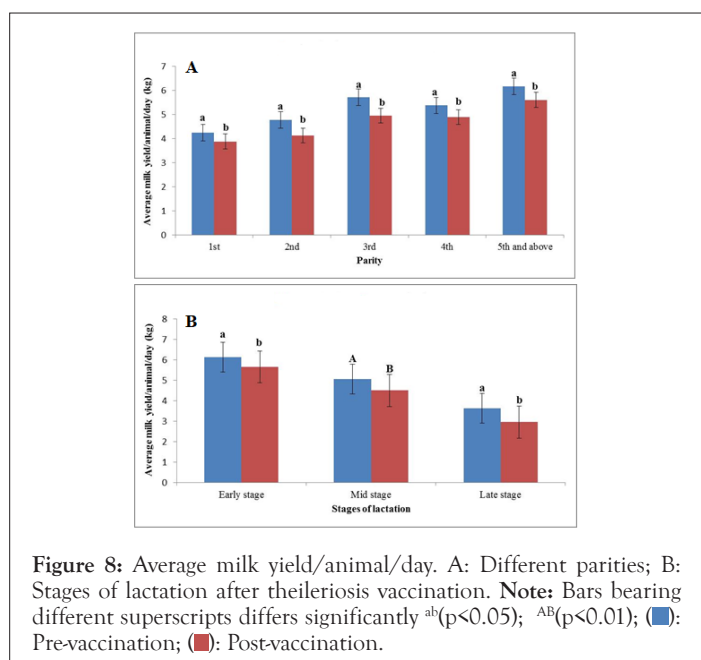 A
Average milk yield/animal/day (kg)
7
6
5
4
3
2
1
0
a b
a b
a b
a b
a b
1st 2nd 3rd 4th 5th and above
Parity
B
Average milk yield/animal/day (kg)
8
7
6
5
4
3
2
1
0
a b
A B
a b
Early stage Mid stage Late stage
Stages of lactation
Figure 8: Average milk yield/animal/day. A: Different parities; B:
Stages of lactation after theileriosis vaccination. Note: Bars bearing
different superscripts differs significantly ab(p<0.05); AB(p<0.01); (■):
Pre-vaccination; (■): Post-vaccination.